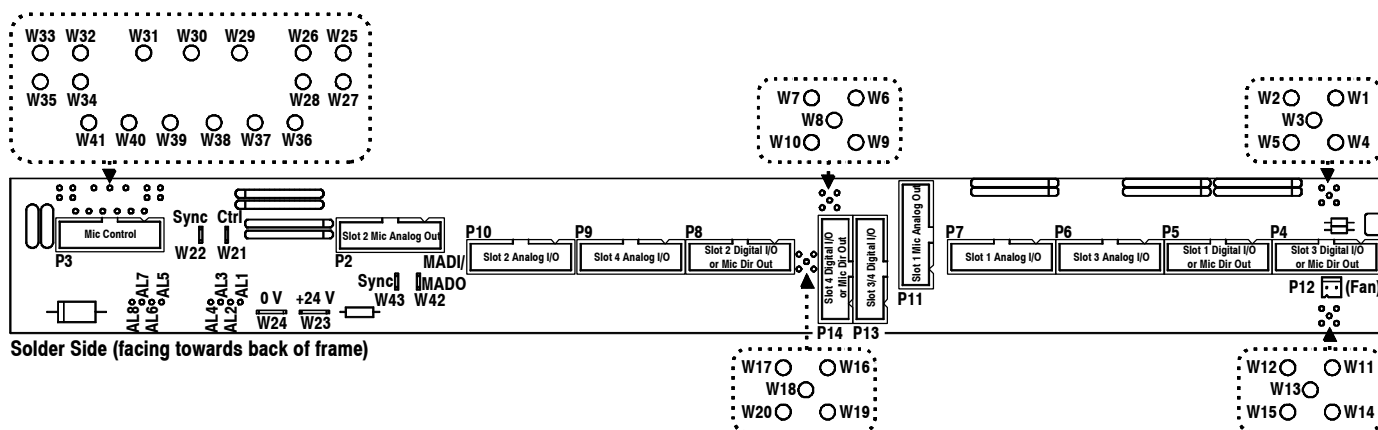 W33 W32 W31 W30 W29 W26 W25
W35 W34 W28 W27
W41 W40 W39 W38 W37 W36
W7 W6
W8
W10 W9
W2 W1
W3
W5 W4
Mic Control
P3
Sync
W22
Ctrl
W21
Slot 2 Mic Analog Out
P2
MADI/
MADO
Sync
W43
W42
P10
Slot 2 Analog I/O
P9
Slot 4 Analog I/O
P8
Slot 2 Digital I/O
or Mic Dir Out
Slot 4 Digital I/O
or Mic Dir Out
P14
Slot 3/4 Digital I/O
P13
Slot 1 Mic Analog Out
P11
P7
Slot 1 Analog I/O
P6
Slot 3 Analog I/O
P5
Slot 1 Digital I/O
or Mic Dir Out
P4
Slot 3 Digital I/O
or Mic Dir Out
P12 (Fan)
AL8
AL7
AL6
AL5
AL4
AL3
AL2
AL1
0 V
W24
+24 V
W23
Solder Side (facing towards back of frame)
W17 W16
W18
W20 W19
W12 W11
W13
W15 W14